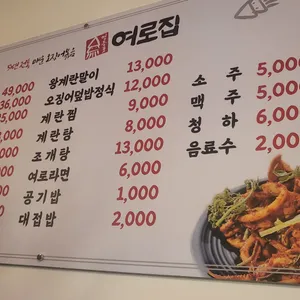 여로집
49,000 왕계란말이 13,000 소주 5,000
36,000 오징어덮밥정식 12,000 맥주 5,000
계란찜 9,000 청하 6,000
계란탕 8,000 음료수 2,000
조개탕 13,000
여로라면 6,000
공기밥 1,000
대접밥 2,000